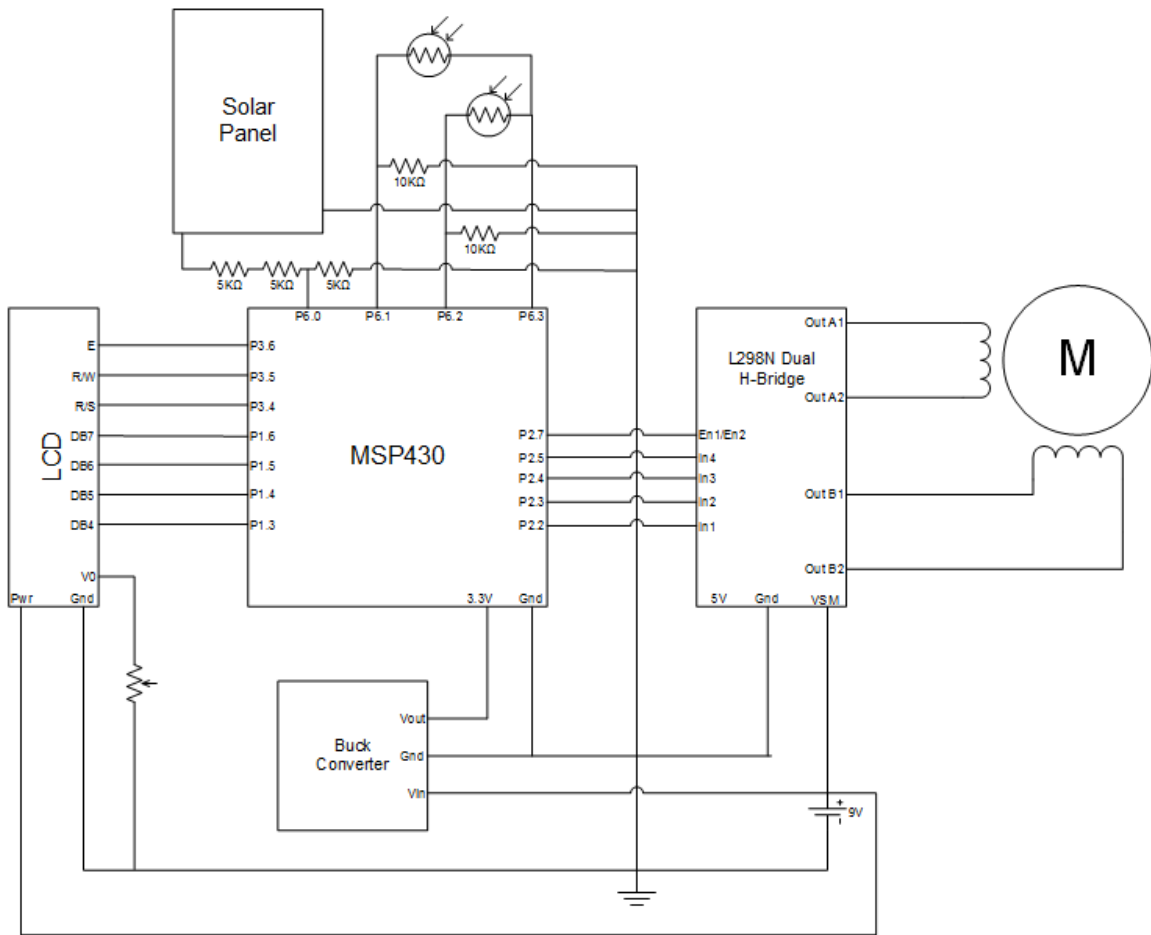 Solar
Panel
10KΩ
10KΩ
5KΩ
5KΩ
5KΩ
P6.0
P6.1
P6.2
P6.3
LCD
E
R/W
R/S
DB7
DB6
DB5
DB4
V0
Pwr
Gnd
MSP430
P3.6
P3.5
P3.4
P1.6
P1.5
P1.4
P1.3
P2.7
P2.5
P2.4
P2.3
P2.2
3.3V
Gnd
L298N Dual
H-Bridge
En1/En2
In4
In3
In2
In1
Out A1
Out A2
Out B1
Out B2
5V
Gnd
VSM
M
Buck
Converter
Vout
Gnd
Vin
+
9V
-